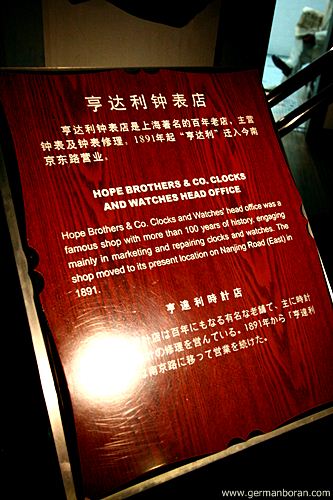 亨达利钟表店
亨达利钟表店是上海著名的百年老店，主营
钟表及钟表修理，1891年起“亨达利”迁入今南
京东路营业。
HOPE BROTHERS & CO. CLOCKS
AND WATCHES HEAD OFFICE
Hope Brothers & Co. Clocks and Watches' head office was a
famous shop with more than 100 years of history, engaging
mainly in marketing and repairing clocks and watches. The
shop moved to its present location on Nanjing Road (East) in
1891.
亨達利時計店
店は百年にもなる有名な老舗で、主に時計
の修理を営んでいる。1891年から「亨達利
南京路に移って営業を続けた。
www.germanboran.com